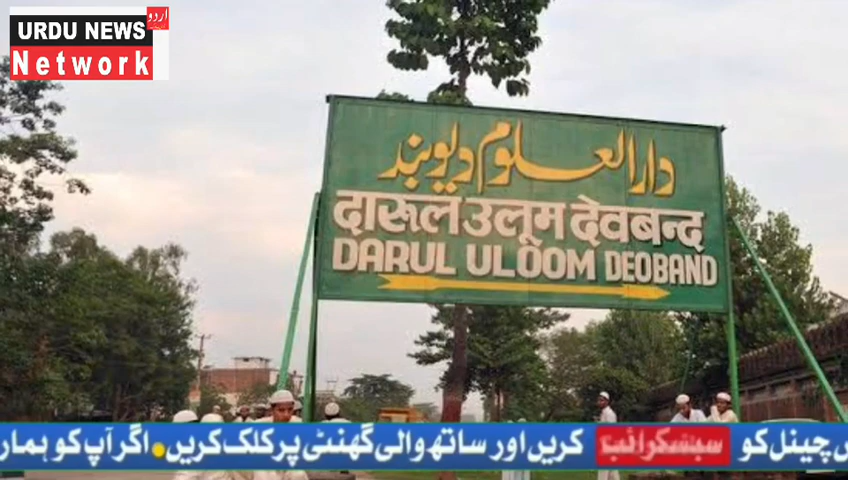 URDU NEWS اردو
Network
دارالعلوم دیوبند
दारूल उलूम देवबन्द
DARUL ULOOM DEOBAND
چینل کو سبسکرائب کریں اور ساتھ والی گھنٹی پر کلک کریں اگر آپ کو ہمار